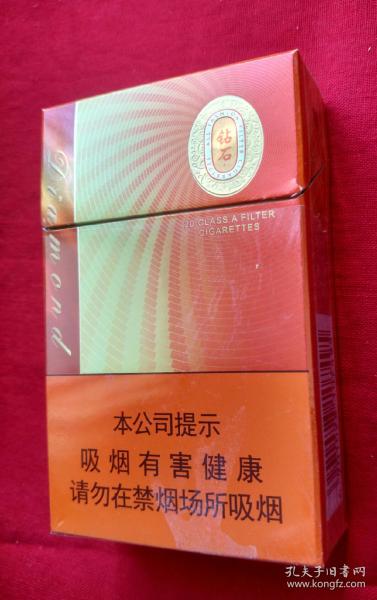 钻石
20 CLASS A FILTER
CIGARETTES
Diamond
本公司提示
吸烟有害健康
请勿在禁烟场所吸烟
孔夫子旧书网
www.kongfz.com